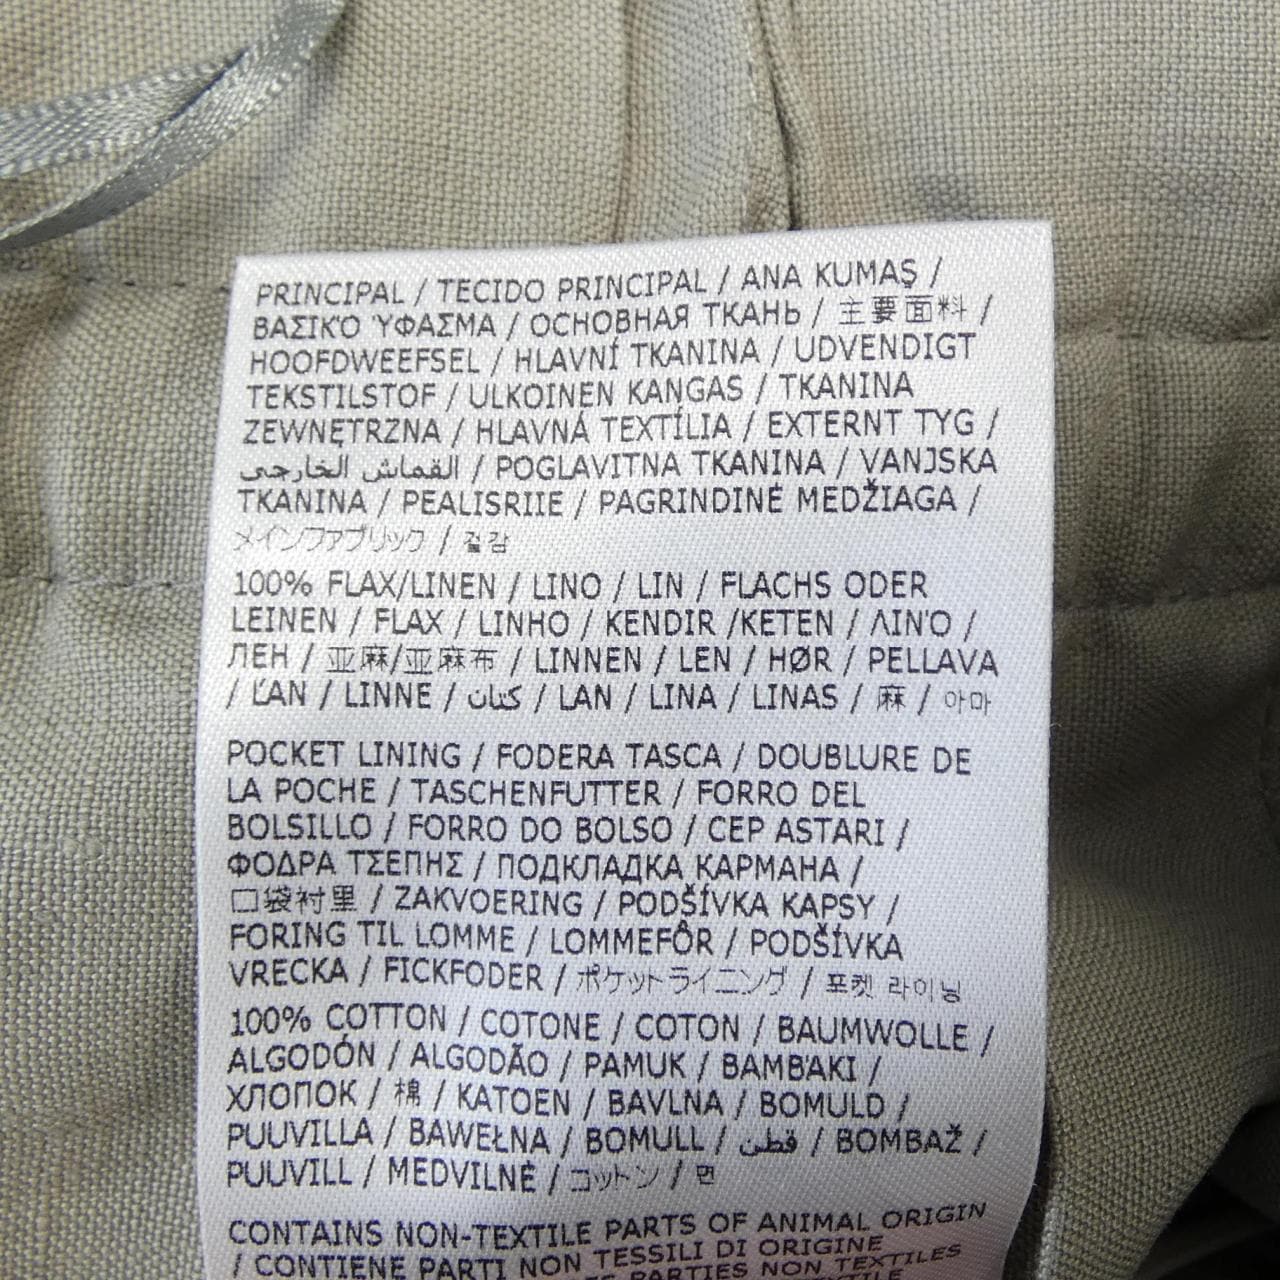 PRINCIPAL / TECIDO PRINCIPAL / ANA KUMAŞ /
ΒΑΣΙΚ'Ο 'ΥΦΑΣΜΑ / ОСНОВНАЯ ТКАНЬ / 主要面料 /
HOOFDWEEFSEL / HLAVNÍ TKANINA / UDVENDIGT
TEKSTILSTOF / ULKOINEN KANGAS / TKANINA
ZEWNĘTRZNA / HLAVNÁ TEXTÍLIA / EXTERNT TYG /
القماش الخارجى / POGLAVITNA TKANINA / VANJSKA
TKANINA / PEALISRIIE / PAGRINDINĖ MEDŽIAGA /
メインファブリック / 겉감
100% FLAX/LINEN / LINO / LIN / FLACHS ODER
LEINEN / FLAX / LINHO / KENDIR /KETEN / ΛΙΝ'Ο /
ЛЕН / 亚麻/亚麻布 / LINNEN / LEN / HØR / PELLAVA
/ ĽAN / LINNE / كتان / LAN / LINA / LINAS / 麻 / 아마
POCKET LINING / FODERA TASCA / DOUBLURE DE
LA POCHE / TASCHENFUTTER / FORRO DEL
BOLSILLO / FORRO DO BOLSO / CEP ASTARI /
ΦΟΔΡΑ ΤΣΕΠΗΣ / ПОДКЛАДКА КАРМАНА /
口袋衬里 / ZAKVOERING / PODŠÍVKA KAPSY /
FORING TIL LOMME / LOMMEFÔR / PODŠÍVKA
VRECKA / FICKFODER / ポケットライニング / 포켓 라이닝
100% COTTON / COTONE / COTON / BAUMWOLLE /
ALGODÓN / ALGODÃO / PAMUK / ΒΑΜΒ'ΑΚΙ /
ХЛОПОК / 棉 / KATOEN / BAVLNA / BOMULD /
PUUVILLA / BAWEŁNA / BOMULL / قطن / BOMBAŽ /
PUUVILL / MEDVILNĖ / コットン / 면
CONTAINS NON-TEXTILE PARTS OF ANIMAL ORIGIN
/ CONTIENE PARTI NON TESSILI DI ORIGINE
PARTIES NON TEXTILES